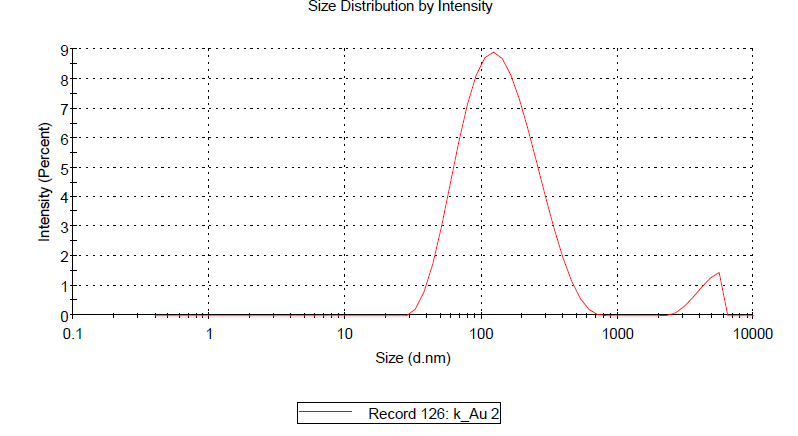 Size Distribution by Intensity
Intensity (Percent)
9
8
7
6
5
4
3
2
1
0
0.1 1 10 100 1000 10000
Size (d.nm)
Record 126: k_Au 2